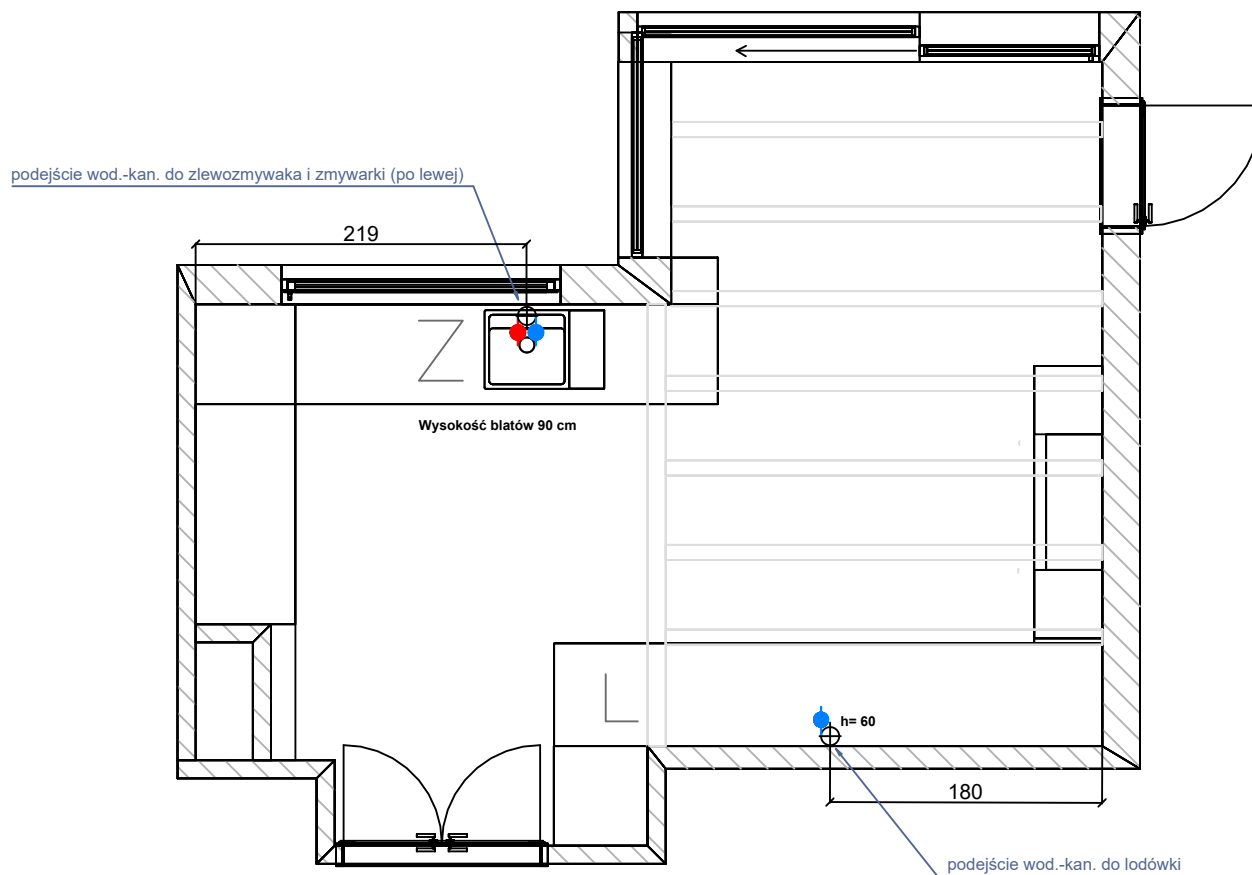 podejście wod.-kan. do zlewozmywaka i zmywarki (po lewej)
219
Z
Wysokość blatów 90 cm
L
h= 60
180
podejście wod.-kan. do lodówki